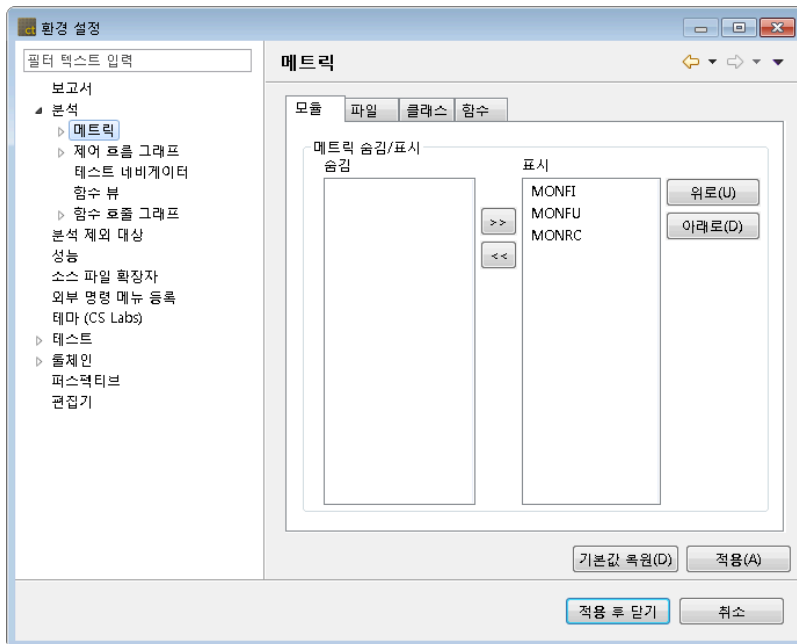 ct 환경 설정
필터 텍스트 입력
보고서
분석
메트릭
제어 흐름 그래프
테스트 네비게이터
함수 뷰
함수 호출 그래프
분석 제외 대상
성능
소스 파일 확장자
외부 명령 메뉴 등록
테마 (CS Labs)
테스트
툴체인
퍼스펙티브
편집기
메트릭
모듈 파일 클래스 함수
메트릭 숨김/표시
숨김
>>
<<
표시
MONFI
MONFU
MONRC
위로(U)
아래로(D)
기본값 복원(D) 적용(A)
적용 후 닫기 취소